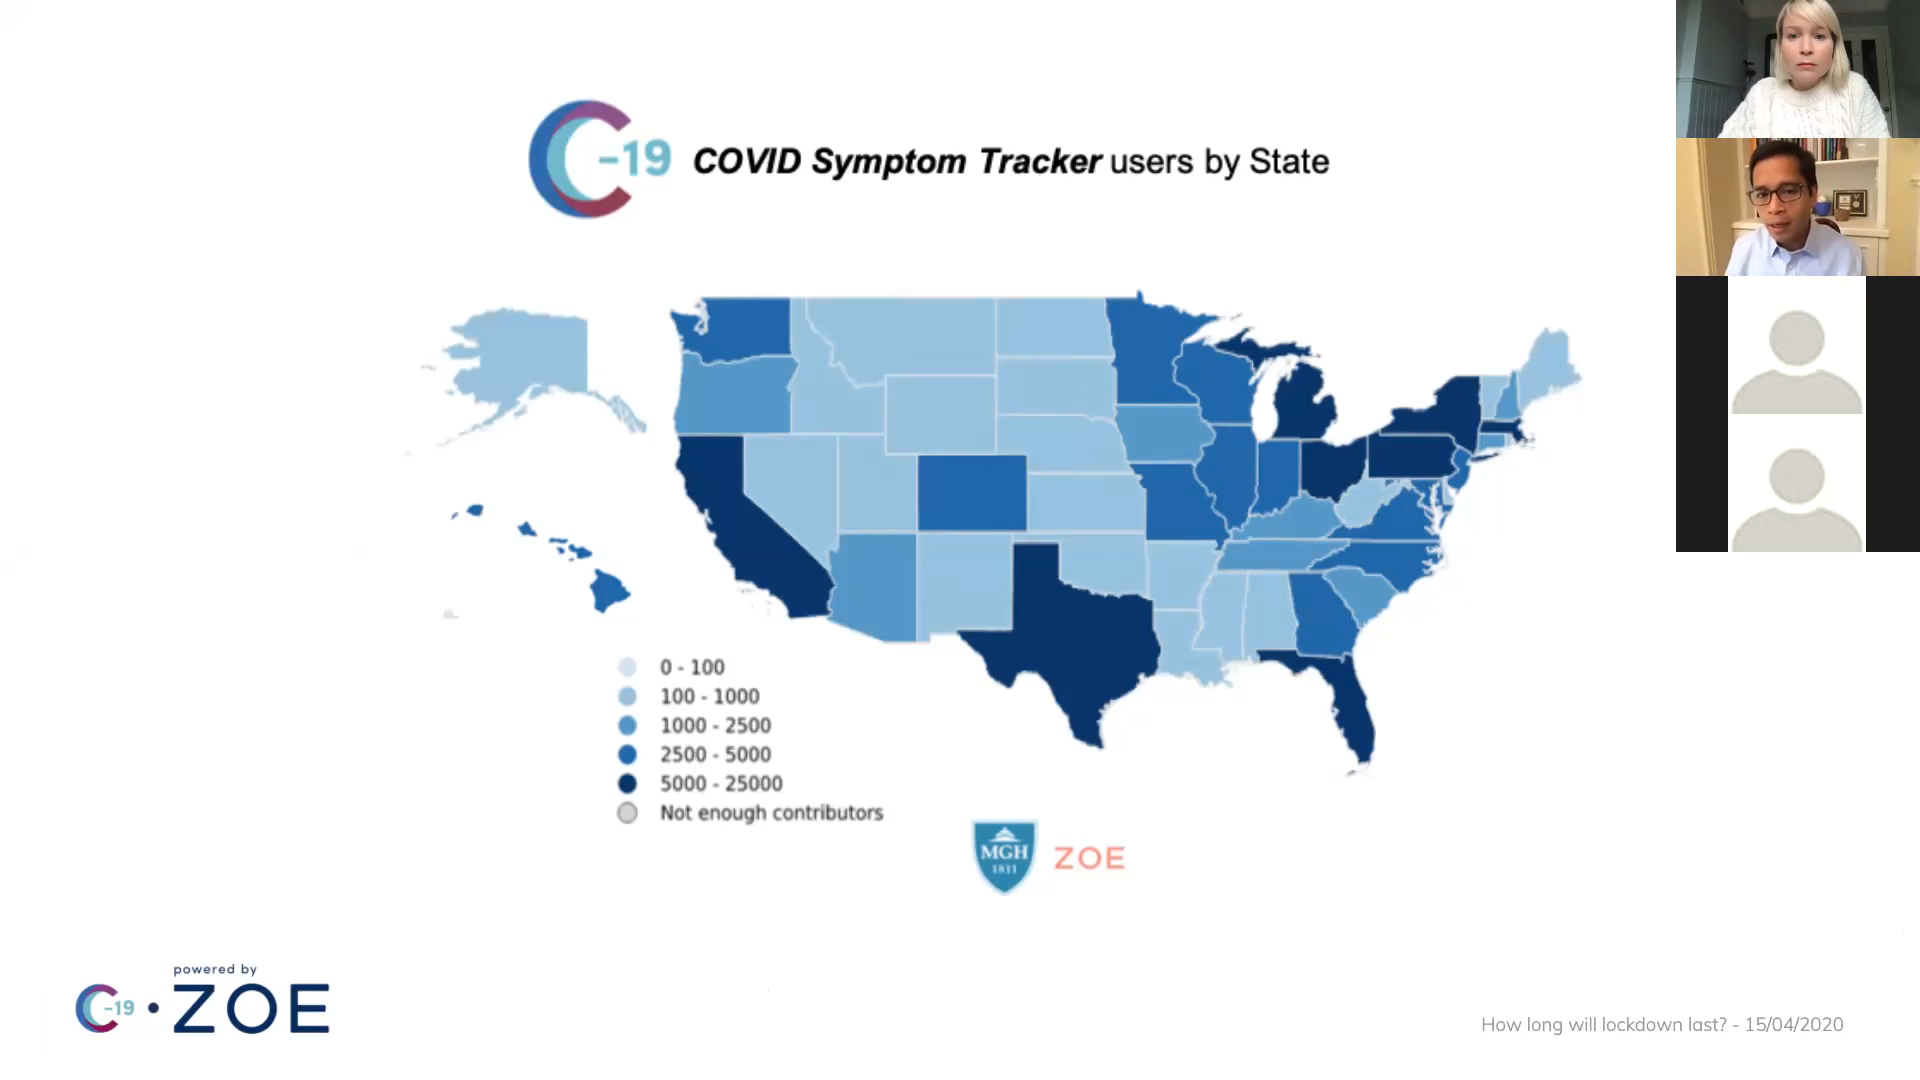 -19 COVID Symptom Tracker users by State
0 - 100
100 - 1000
1000 - 2500
2500 - 5000
5000 - 25000
Not enough contributors
MGH
1811
ZOE
powered by
-19 • ZOE
How long will lockdown last? - 15/04/2020